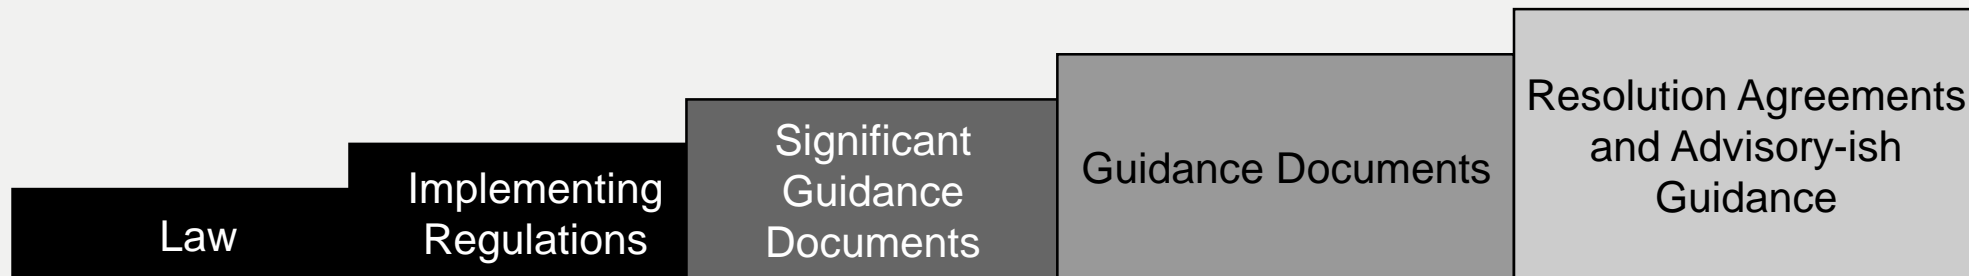 Law
Implementing
Regulations
Significant
Guidance
Documents
Guidance Documents
Resolution Agreements
and Advisory-ish
Guidance